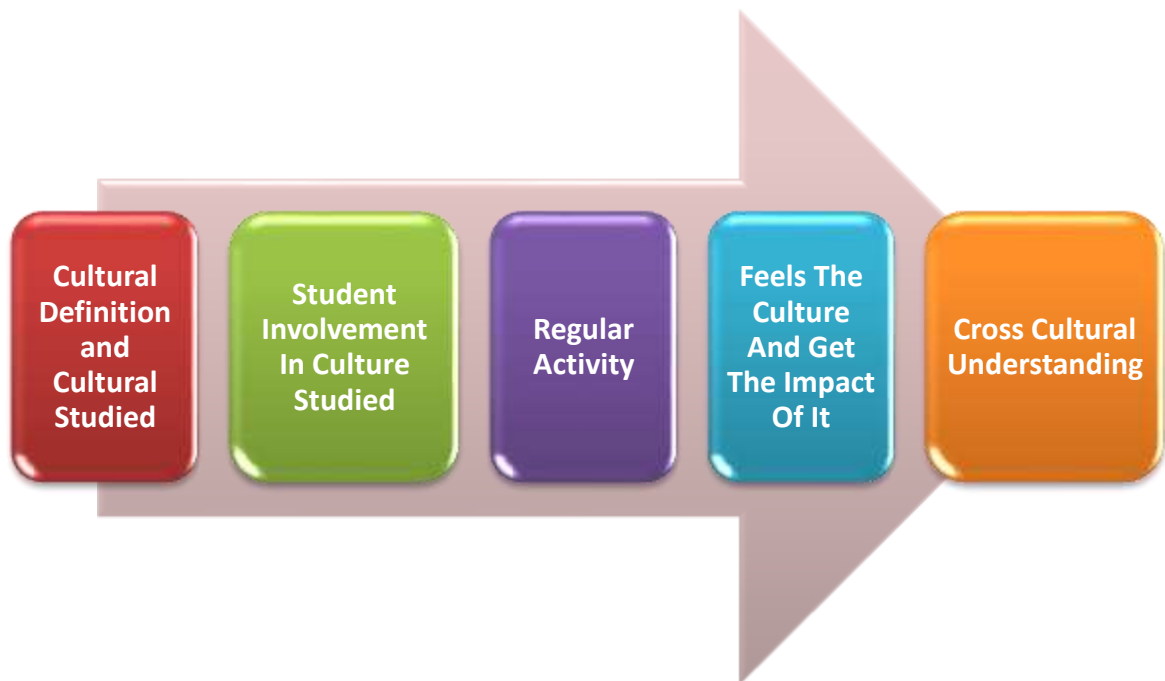 Cultural
Definition
and
Cultural
Studied
Student
Involvement
In Culture
Studied
Regular
Activity
Feels The
Culture
And Get
The Impact
Of It
Cross Cultural
Understanding